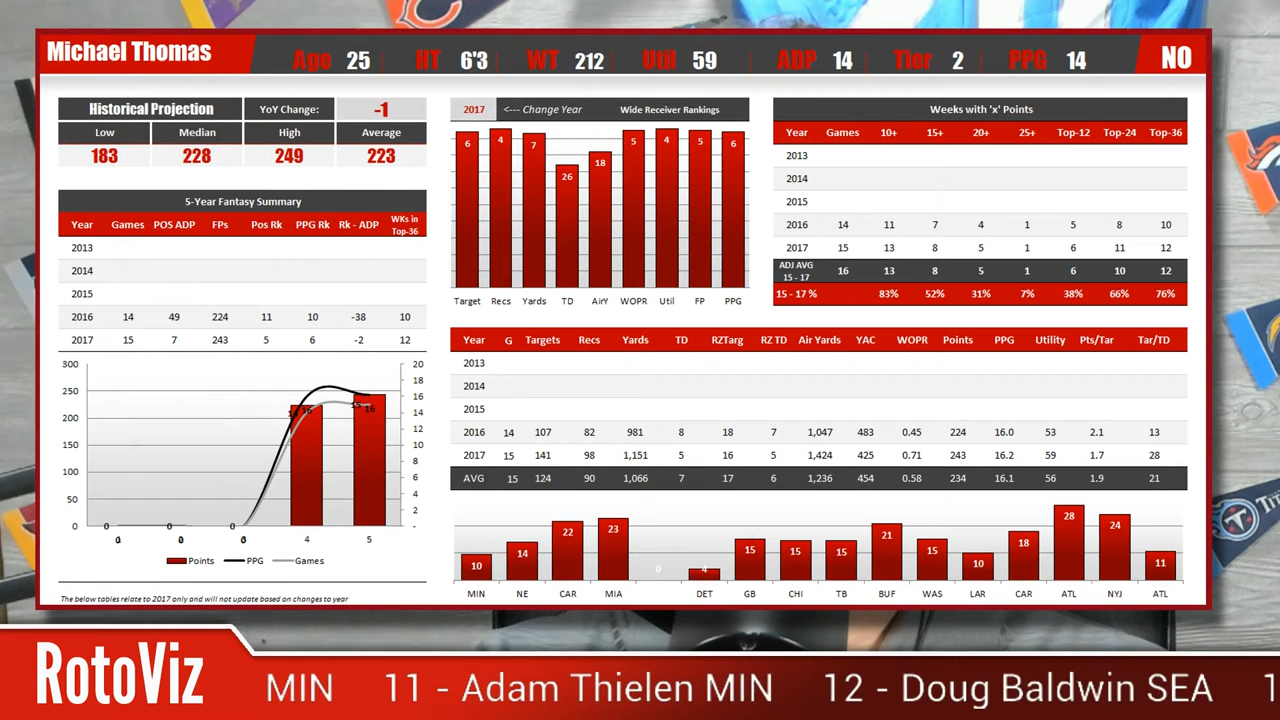 Michael Thomas Age 25 HT 6'3 WT 212 Util 59 ADP 14 Tier 2 PPG 14 NO
Historical Projection YoY Change: -1
Low Median High Average
183 228 249 223
5-Year Fantasy Summary
Year Games POS ADP FPs Pos Rk PPG Rk Rk - ADP WKs in Top-36
2013
2014
2015
2016 14 49 224 11 10 -38 10
2017 15 7 243 5 6 -2 12
300 20
250 18
200 16
150 14
100 12
50 10
0 8
6
4
2
-
0 0 0 14 16 15 16
0 0 0 4 5
Points PPG Games
The below tables relate to 2017 only and will not update based on changes to year
2017 <--- Change Year Wide Receiver Rankings
6 4 7 26 18 5 4 5 6
Target Recs Yards TD AirY WOPR Util FP PPG
Weeks with 'x' Points
Year Games 10+ 15+ 20+ 25+ Top-12 Top-24 Top-36
2013
2014
2015
2016 14 11 7 4 1 5 8 10
2017 15 13 8 5 1 6 11 12
ADJ AVG 15 - 17 16 13 8 5 1 6 10 12
15 - 17 % 83% 52% 31% 7% 38% 66% 76%
Year G Targets Recs Yards TD RZTarg RZ TD Air Yards YAC WOPR Points PPG Utility Pts/Tar Tar/TD
2013
2014
2015
2016 14 107 82 981 8 18 7 1,047 483 0.45 224 16.0 53 2.1 13
2017 15 141 98 1,151 5 16 5 1,424 425 0.71 243 16.2 59 1.7 28
AVG 15 124 90 1,066 7 17 6 1,236 454 0.58 234 16.1 56 1.9 21
10 14 22 23 0 4 15 15 15 21 15 10 18 28 24 11
MIN NE CAR MIA DET GB CHI TB BUF WAS LAR CAR ATL NYJ ATL
RotoViz MIN 11 - Adam Thielen MIN 12 - Doug Baldwin SEA